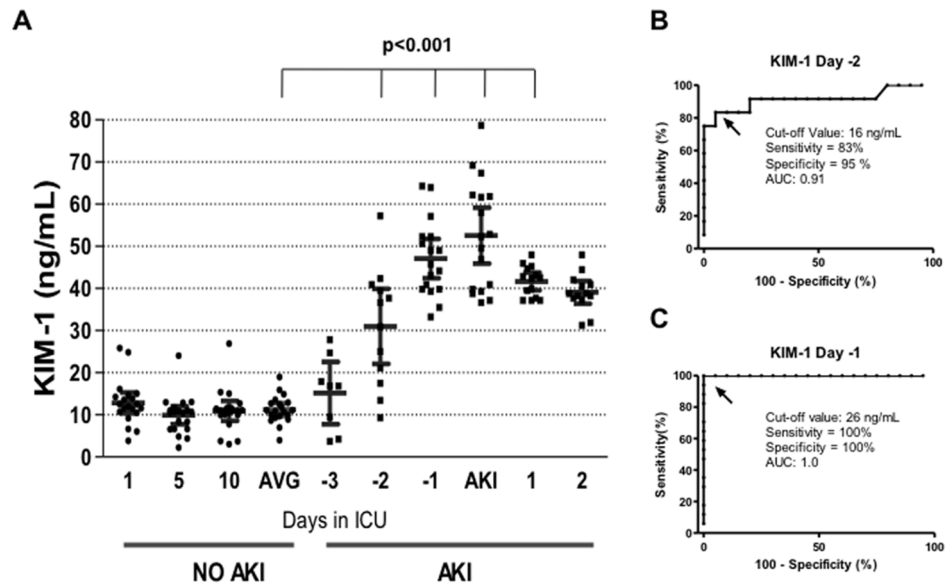 A
p<0.001
KIM-1 (ng/mL)
80
70
60
50
40
30
20
10
0
1 5 10 AVG -3 -2 -1 AKI 1 2
Days in ICU
NO AKI AKI
B
KIM-1 Day -2
Sensitivity (%)
100
80
60
40
20
0
Cut-off Value: 16 ng/mL
Sensitivity = 83%
Specificity = 95 %
AUC: 0.91
0 50 100
100 - Specificity (%)
C
KIM-1 Day -1
Sensitivity(%)
100
80
60
40
20
0
Cut-off value: 26 ng/mL
Sensitivity = 100%
Specificity = 100%
AUC: 1.0
0 50 100
100 - Specificity (%)